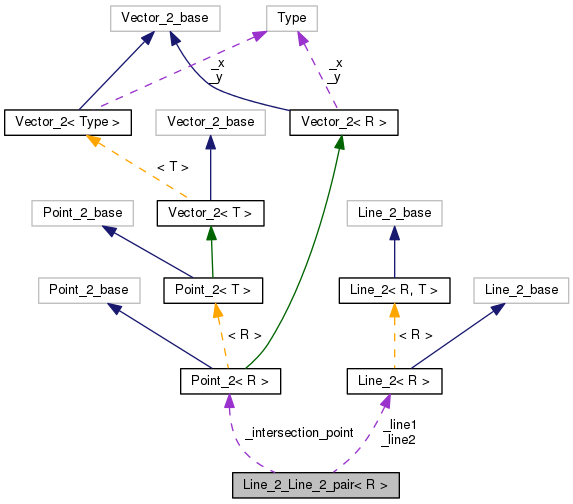 Vector_2_base
Type
_x
_y
_x
_y
Vector_2< Type >
Vector_2_base
Vector_2< R >
< T >
Point_2_base
Vector_2< T >
Line_2_base
Point_2_base
Point_2< T >
Line_2< R, T >
Line_2_base
< R >
< R >
Point_2< R >
Line_2< R >
_intersection_point
_line1
_line2
Line_2_Line_2_pair< R >